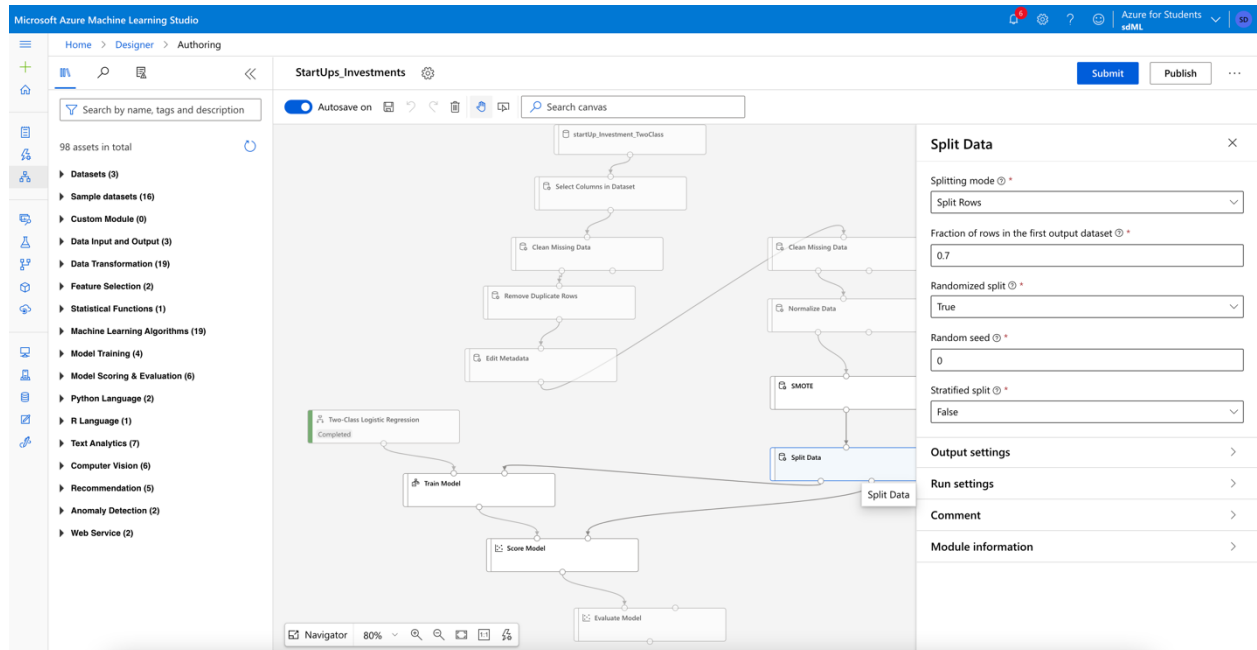 Microsoft Azure Machine Learning Studio
6
?
Azure for Students
sdML
SD
Home > Designer > Authoring
Search by name, tags and description
98 assets in total
Datasets (3)
Sample datasets (16)
Custom Module (0)
Data Input and Output (3)
Data Transformation (19)
Feature Selection (2)
Statistical Functions (1)
Machine Learning Algorithms (19)
Model Training (4)
Model Scoring & Evaluation (6)
Python Language (2)
R Language (1)
Text Analytics (7)
Computer Vision (6)
Recommendation (5)
Anomaly Detection (2)
Web Service (2)
StartUps_Investments
Submit
Publish
...
Autosave on
Search canvas
startUp_Investment_TwoClass
Select Columns in Dataset
Clean Missing Data
Remove Duplicate Rows
Edit Metadata
Clean Missing Data
Normalize Data
SMOTE
Split Data
Split Data
Two-Class Logistic Regression
Completed
Train Model
Score Model
Evaluate Model
Navigator
80%
1:1
Split Data
Splitting mode *
Split Rows
Fraction of rows in the first output dataset *
0.7
Randomized split *
True
Random seed *
0
Stratified split *
False
Output settings
Run settings
Comment
Module information